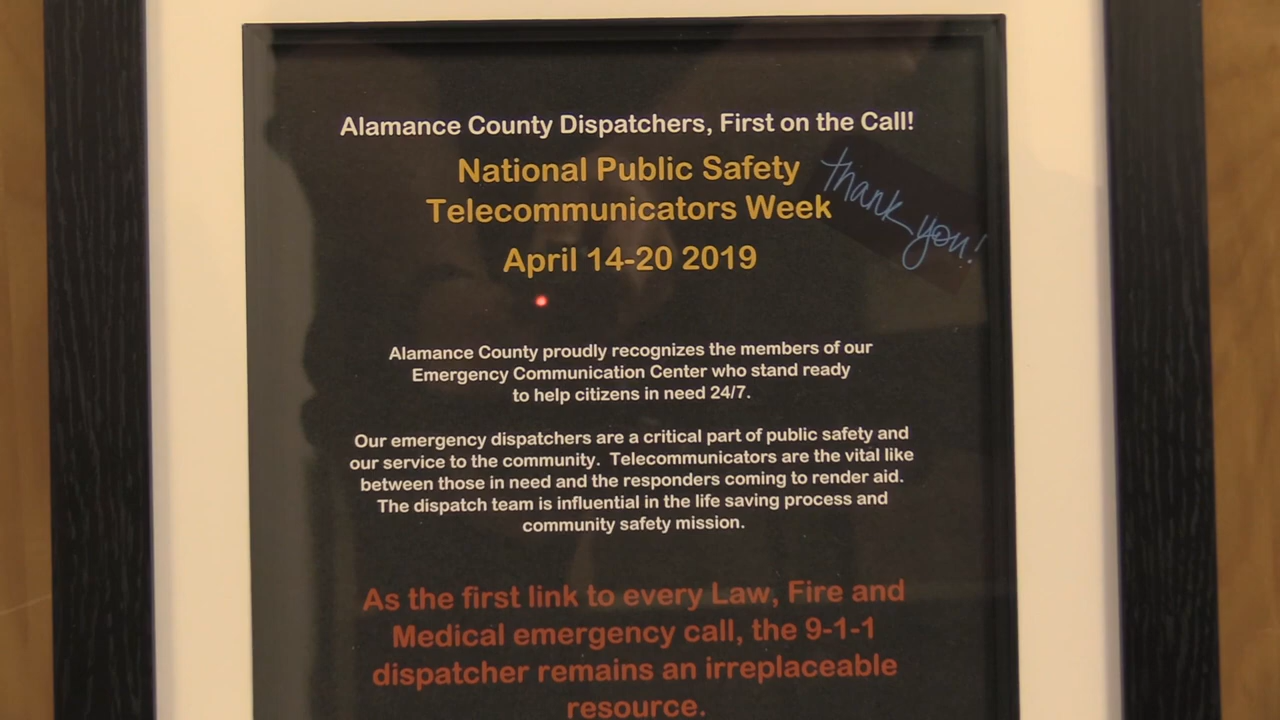 Alamance County Dispatchers, First on the Call!
National Public Safety
Telecommunicators Week
thank you!
April 14-20 2019
Alamance County proudly recognizes the members of our
Emergency Communication Center who stand ready
to help citizens in need 24/7.
Our emergency dispatchers are a critical part of public safety and
our service to the community. Telecommunicators are the vital like
between those in need and the responders coming to render aid.
The dispatch team is influential in the life saving process and
community safety mission.
As the first link to every Law, Fire and
Medical emergency call, the 9-1-1
dispatcher remains an irreplaceable
resource.